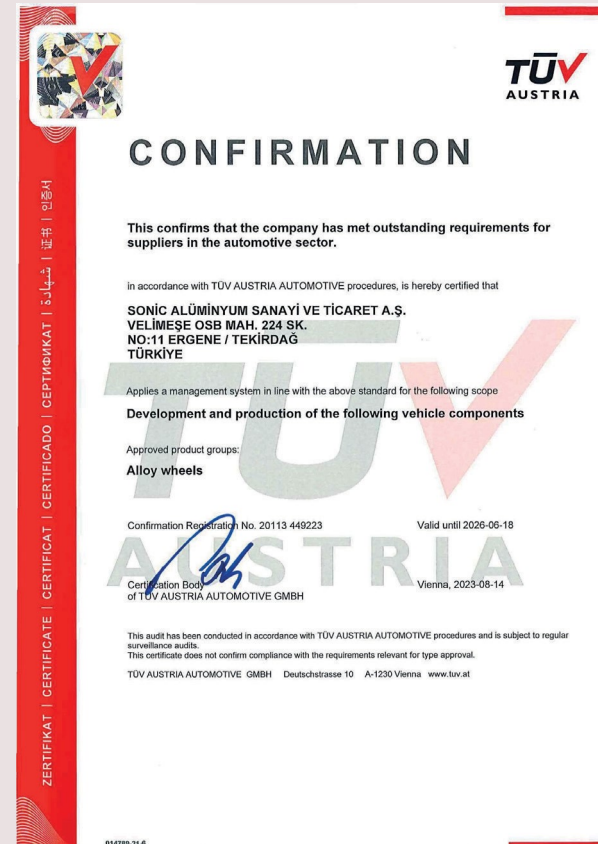 TÜV
AUSTRIA
CONFIRMATION
This confirms that the company has met outstanding requirements for
suppliers in the automotive sector.
in accordance with TÜV AUSTRIA AUTOMOTIVE procedures, is hereby certified that
SONİC ALÜMİNYUM SANAYİ VE TİCARET A.Ş.
VELİMEŞE OSB MAH. 224 SK.
NO:11 ERGENE / TEKİRDAĞ
TÜRKİYE
Applies a management system in line with the above standard for the following scope
Development and production of the following vehicle components
Approved product groups:
Alloy wheels
Confirmation Registration No. 20113 449223 Valid until 2026-06-18
Certification Body Vienna, 2023-08-14
of TÜV AUSTRIA AUTOMOTIVE GMBH
This audit has been conducted in accordance with TÜV AUSTRIA AUTOMOTIVE procedures and is subject to regular
surveillance audits.
This certificate does not confirm compliance with the requirements relevant for type approval.
TÜV AUSTRIA AUTOMOTIVE GMBH Deutschstrasse 10 A-1230 Vienna www.tuv.at
ZERTIFIKAT | CERTIFICATE | CERTIFICAT | CERTIFICADO | СЕРТИФИКАТ | شهادة | 证书 | 인증서
TÜV
AUSTRIA